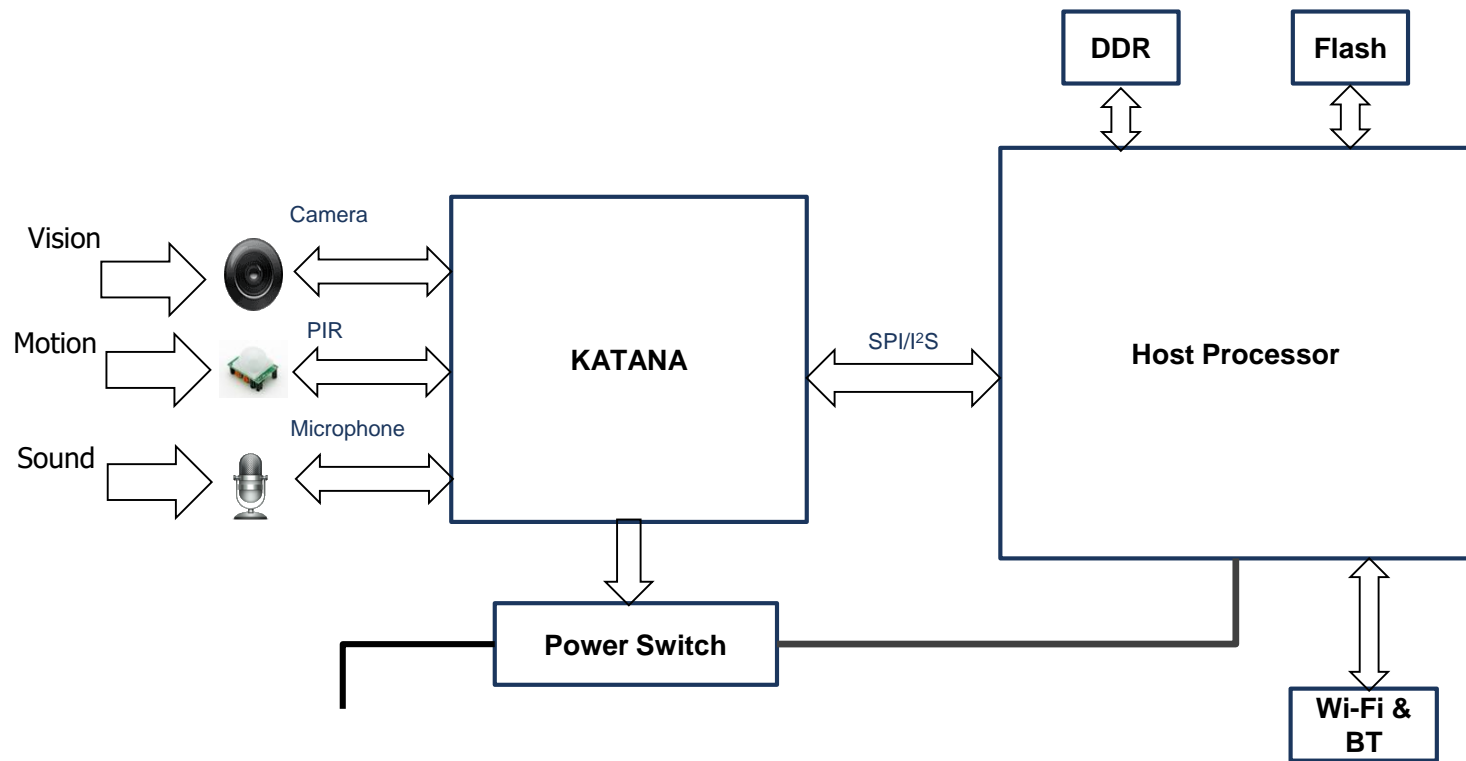 DDR
Flash
Camera
Vision
PIR
Motion
KATANA
SPI/I²S
Host Processor
Microphone
Sound
Power Switch
Wi-Fi &
BT